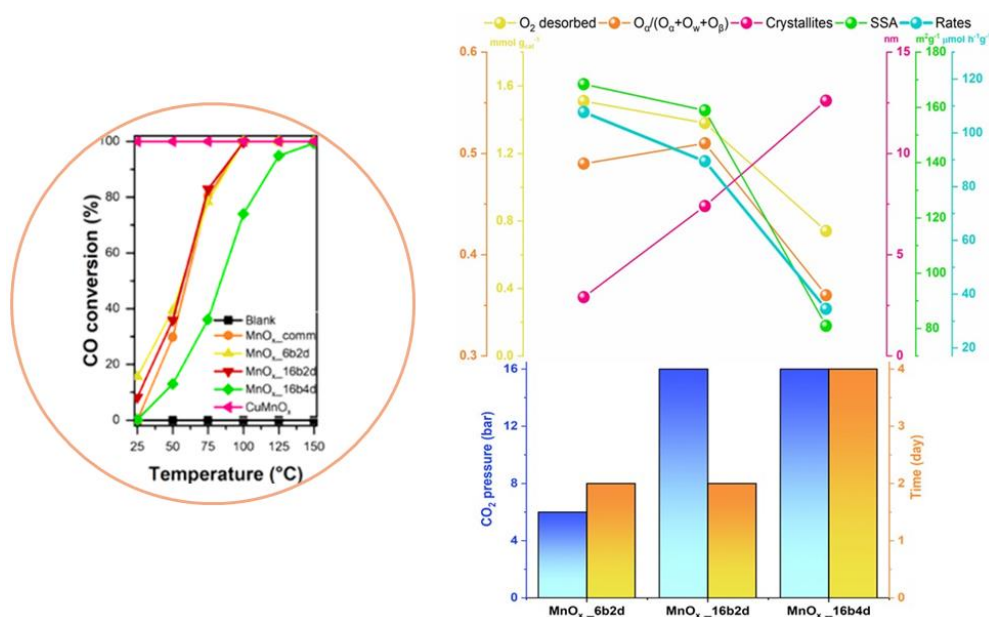 100
80
60
40
20
0
CO conversion (%)
Blank
MnOₓ_comm
MnOₓ_6b2d
MnOₓ_16b2d
MnOₓ_16b4d
CuMnOₓ
25 50 75 100 125 150
Temperature (°C)
O₂ desorbed Oα/(Oα+Ow+Oβ) Crystallites SSA Rates
mmol gcat⁻¹ nm m²g⁻¹ μmol h⁻¹g⁻¹
0.6
0.5
0.4
0.3
1.6
1.2
0.8
0.4
0.0
15
10
5
0
180
160
140
120
100
80
120
100
80
60
40
20
16
12
8
4
0
CO₂ pressure (bar)
4
3
2
1
0
Time (day)
MnOₓ_6b2d MnOₓ_16b2d MnOₓ_16b4d